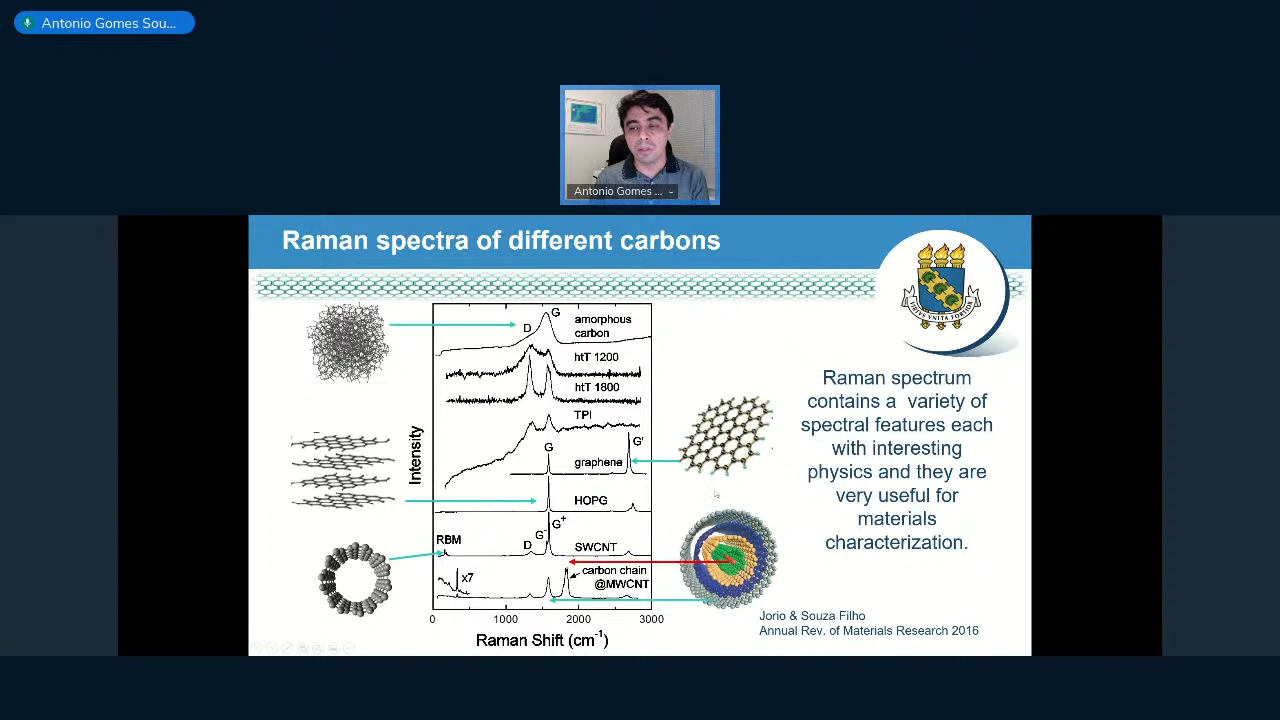 Antonio Gomes Sou...
Antonio Gomes ...
Raman spectra of different carbons
VIRTUS UNITA FORTIOR
D
G
amorphous
carbon
htT 1200
htT 1800
TPI
G'
G
graphene
HOPG
G+
G-
RBM
D
SWCNT
x7
carbon chain
@MWCNT
Intensity
0 1000 2000 3000
Raman Shift (cm-1)
Raman spectrum
contains a variety of
spectral features each
with interesting
physics and they are
very useful for
materials
characterization.
Jorio & Souza Filho
Annual Rev. of Materials Research 2016